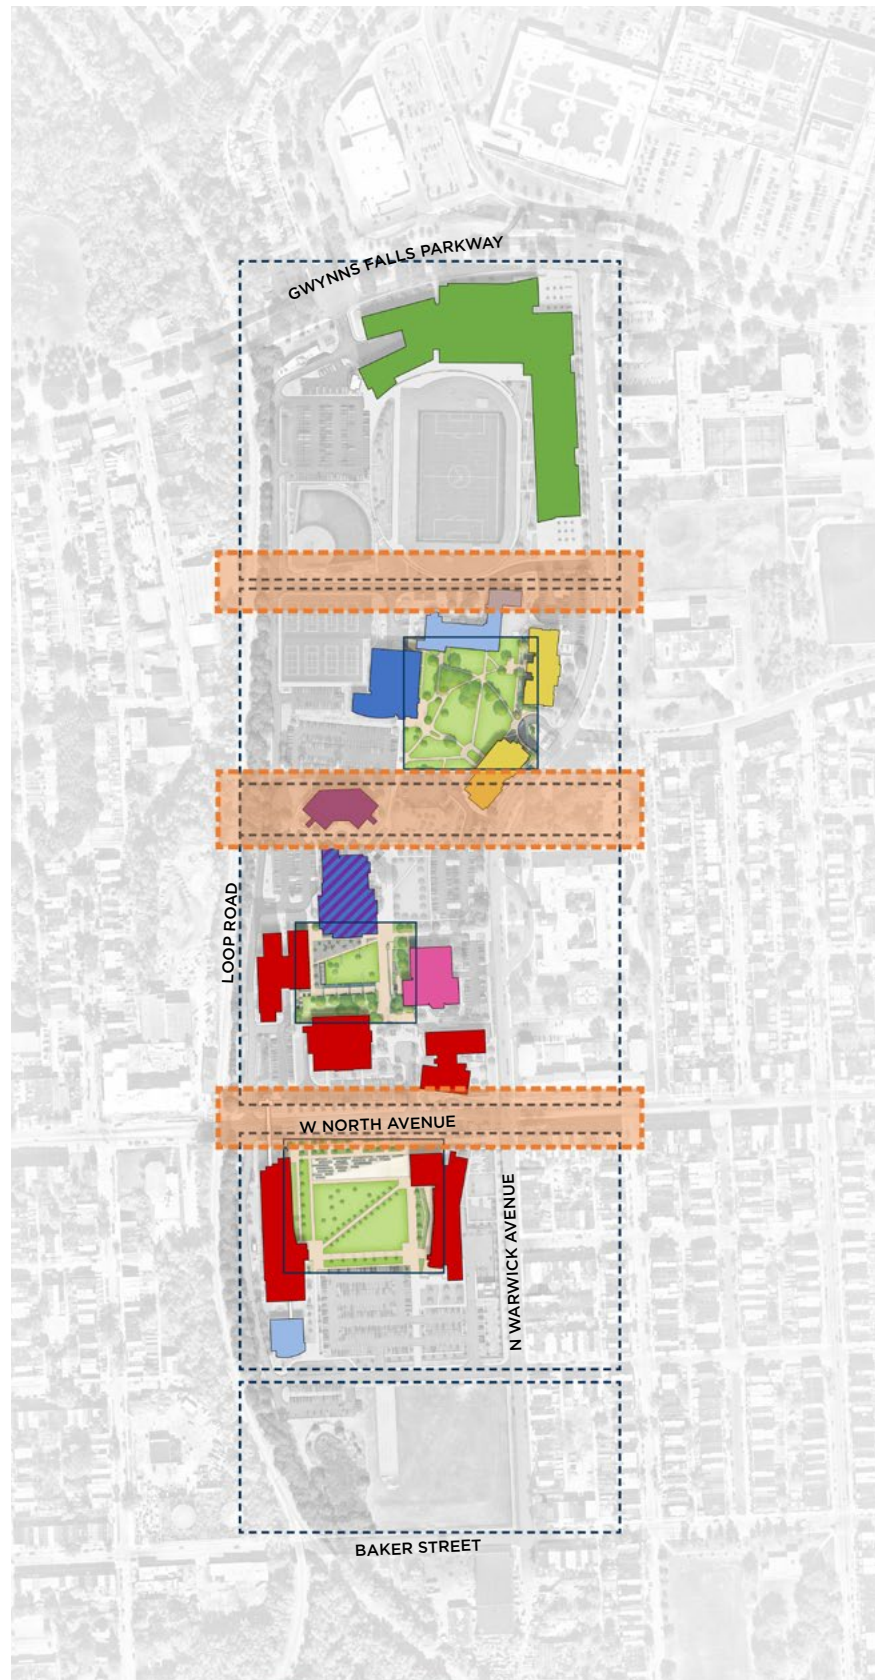 GWYNNS FALLS PARKWAY
LOOP ROAD
W NORTH AVENUE
N WARWICK AVENUE
BAKER STREET